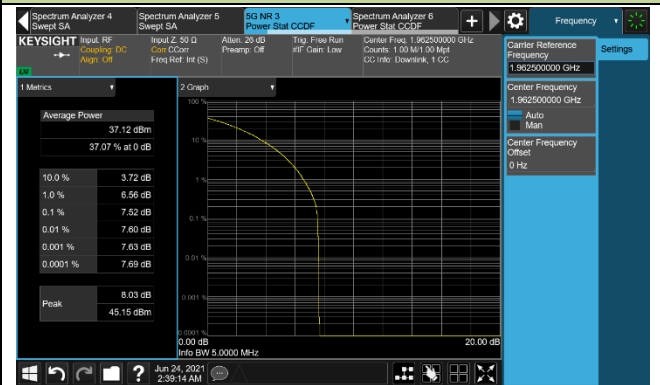 Spectrum Analyzer 4
Swept SA
Spectrum Analyzer 5
Swept SA
5G NR 3
Power Stat CCDF
Spectrum Analyzer 6
Power Stat CCDF
Frequency
KEYSIGHT
Input: RF
Coupling: DC
Align: Off
Input Z: 50 Ω
Corr CCorr
Freq Ref: Int (S)
Atten: 26 dB
Preamp: Off
Trig: Free Run
#IF Gain: Low
Center Freq: 1.962500000 GHz
Counts: 1.00 M/1.00 Mpt
CC Info: Downlink, 1 CC
Carrier Reference
Frequency
1.962500000 GHz
Settings
Center Frequency
1.962500000 GHz
Auto
Man
Center Frequency
Offset
0 Hz
1 Metrics
Average Power
37.12 dBm
37.07 % at 0 dB
10.0 % 3.72 dB
1.0 % 6.56 dB
0.1 % 7.52 dB
0.01 % 7.60 dB
0.001 % 7.63 dB
0.0001 % 7.69 dB
Peak
8.03 dB
45.15 dBm
2 Graph
100 %
10 %
1 %
0.1 %
0.01 %
0.001 %
0.0001 %
0.00 dB
20.00 dB
Info BW 5.0000 MHz
?
Jun 24, 2021
2:39:14 AM